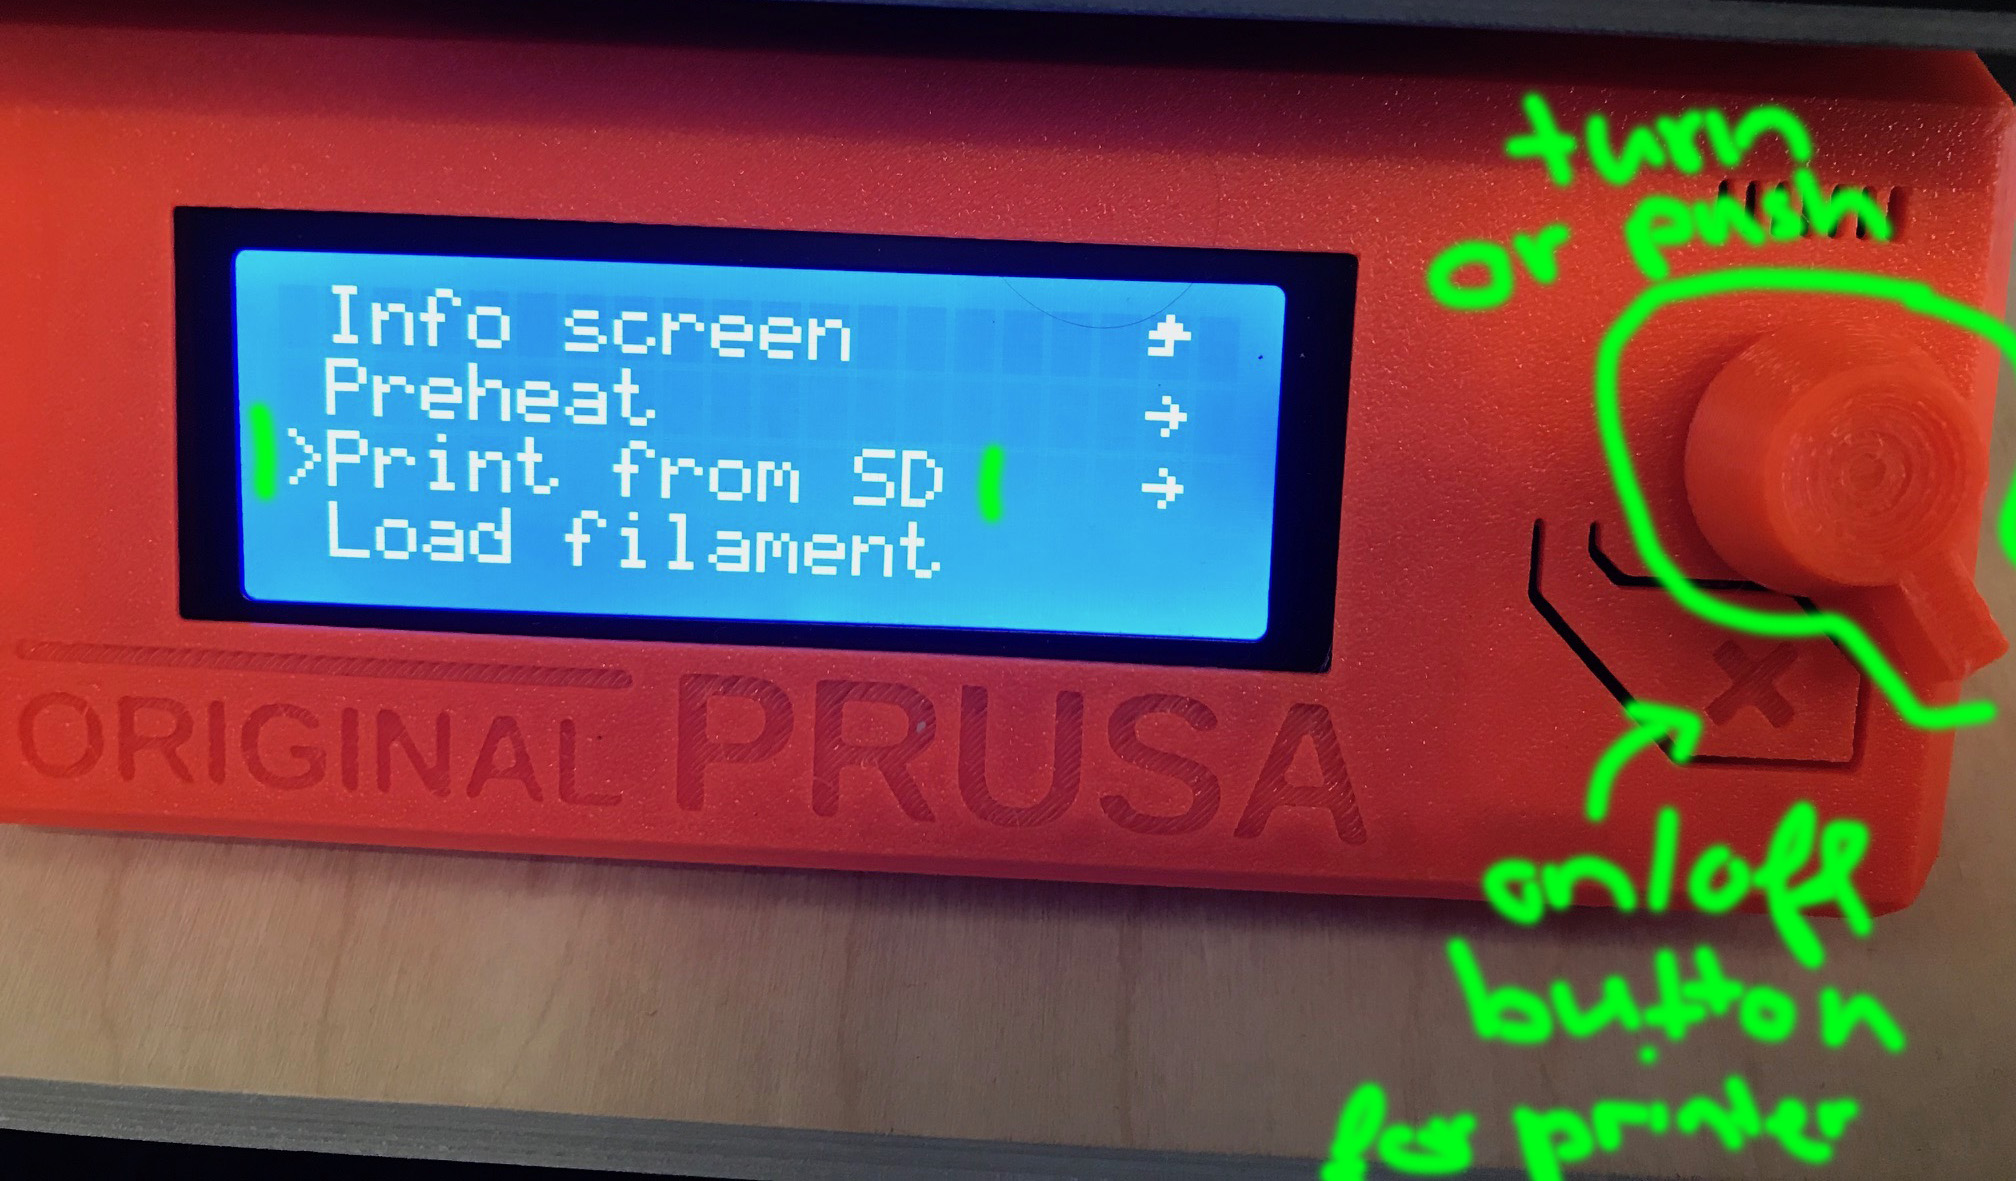 Info screen
Preheat
>Print from SD
Load filament
ORIGINAL PRUSA
turn
or push
on/off
button
for printer